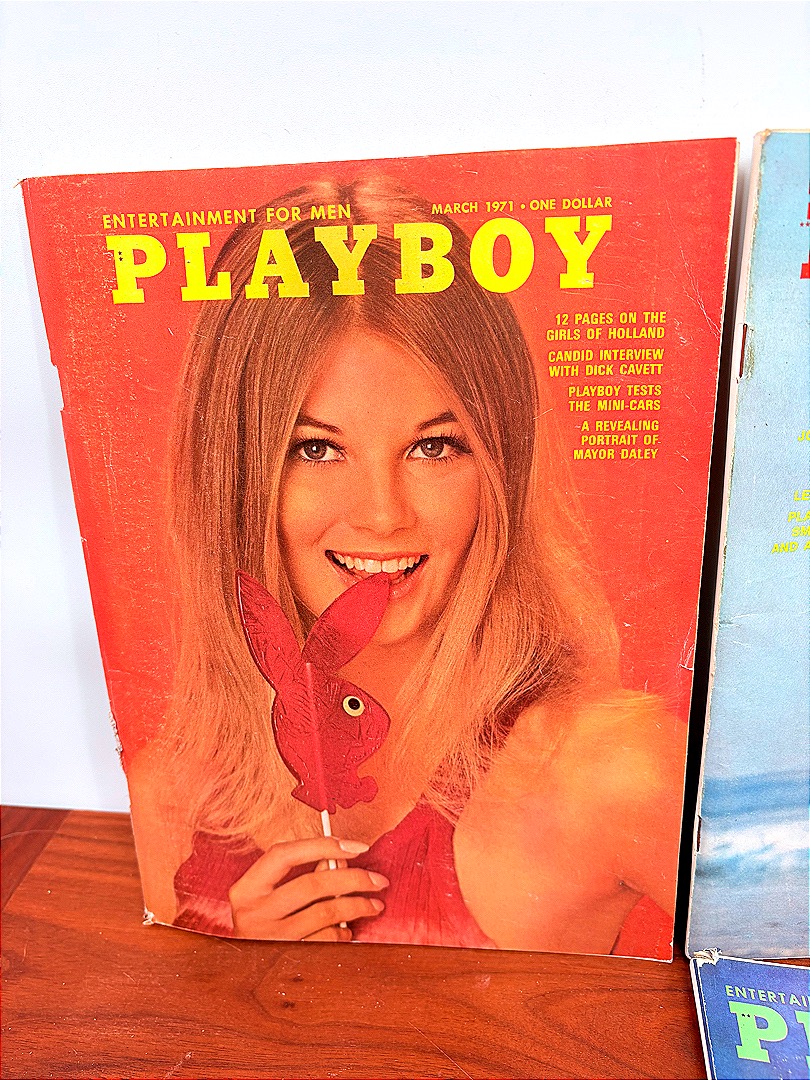 ENTERTAINMENT FOR MEN
MARCH 1971 • ONE DOLLAR
PLAYBOY
12 PAGES ON THE
GIRLS OF HOLLAND
CANDID INTERVIEW
WITH DICK CAVETT
PLAYBOY TESTS
THE MINI-CARS
A REVEALING
PORTRAIT OF
MAYOR DALEY
AND
ENTERTAI
P